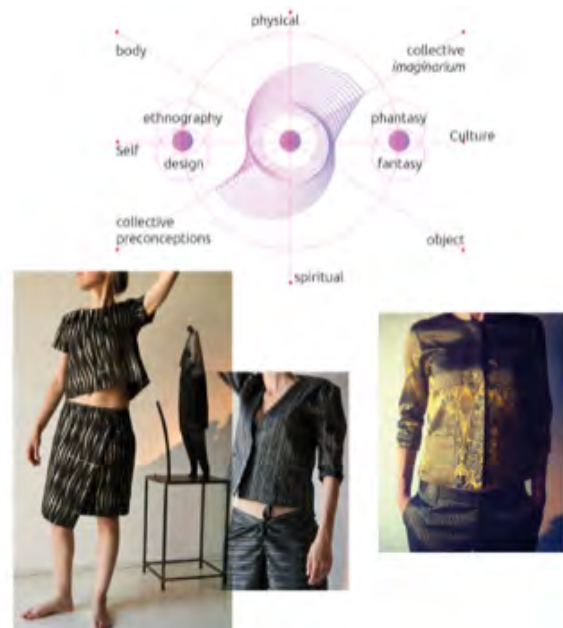 physical
body
collective
imaginarium
ethnography
phantasy
Self
Culture
design
fantasy
collective
preconceptions
object
spiritual